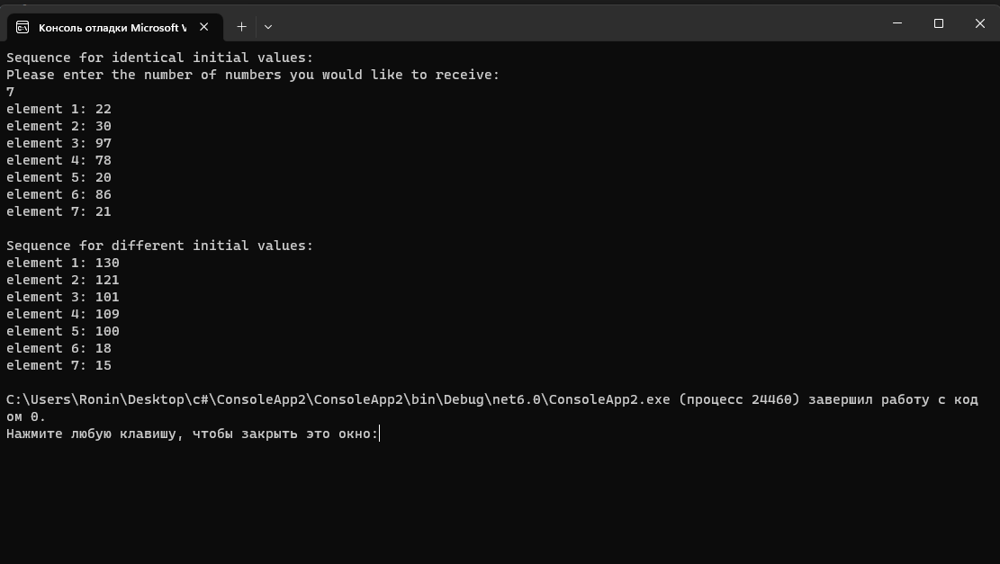 Консоль отладки Microsoft V
Sequence for identical initial values:
Please enter the number of numbers you would like to receive:
7
element 1: 22
element 2: 30
element 3: 97
element 4: 78
element 5: 20
element 6: 86
element 7: 21
Sequence for different initial values:
element 1: 130
element 2: 121
element 3: 101
element 4: 109
element 5: 100
element 6: 18
element 7: 15
C:\Users\Ronin\Desktop\c#\ConsoleApp2\ConsoleApp2\bin\Debug\net6.0\ConsoleApp2.exe (процесс 24460) завершил работу с код
ом 0.
Нажмите любую клавишу, чтобы закрыть это окно: